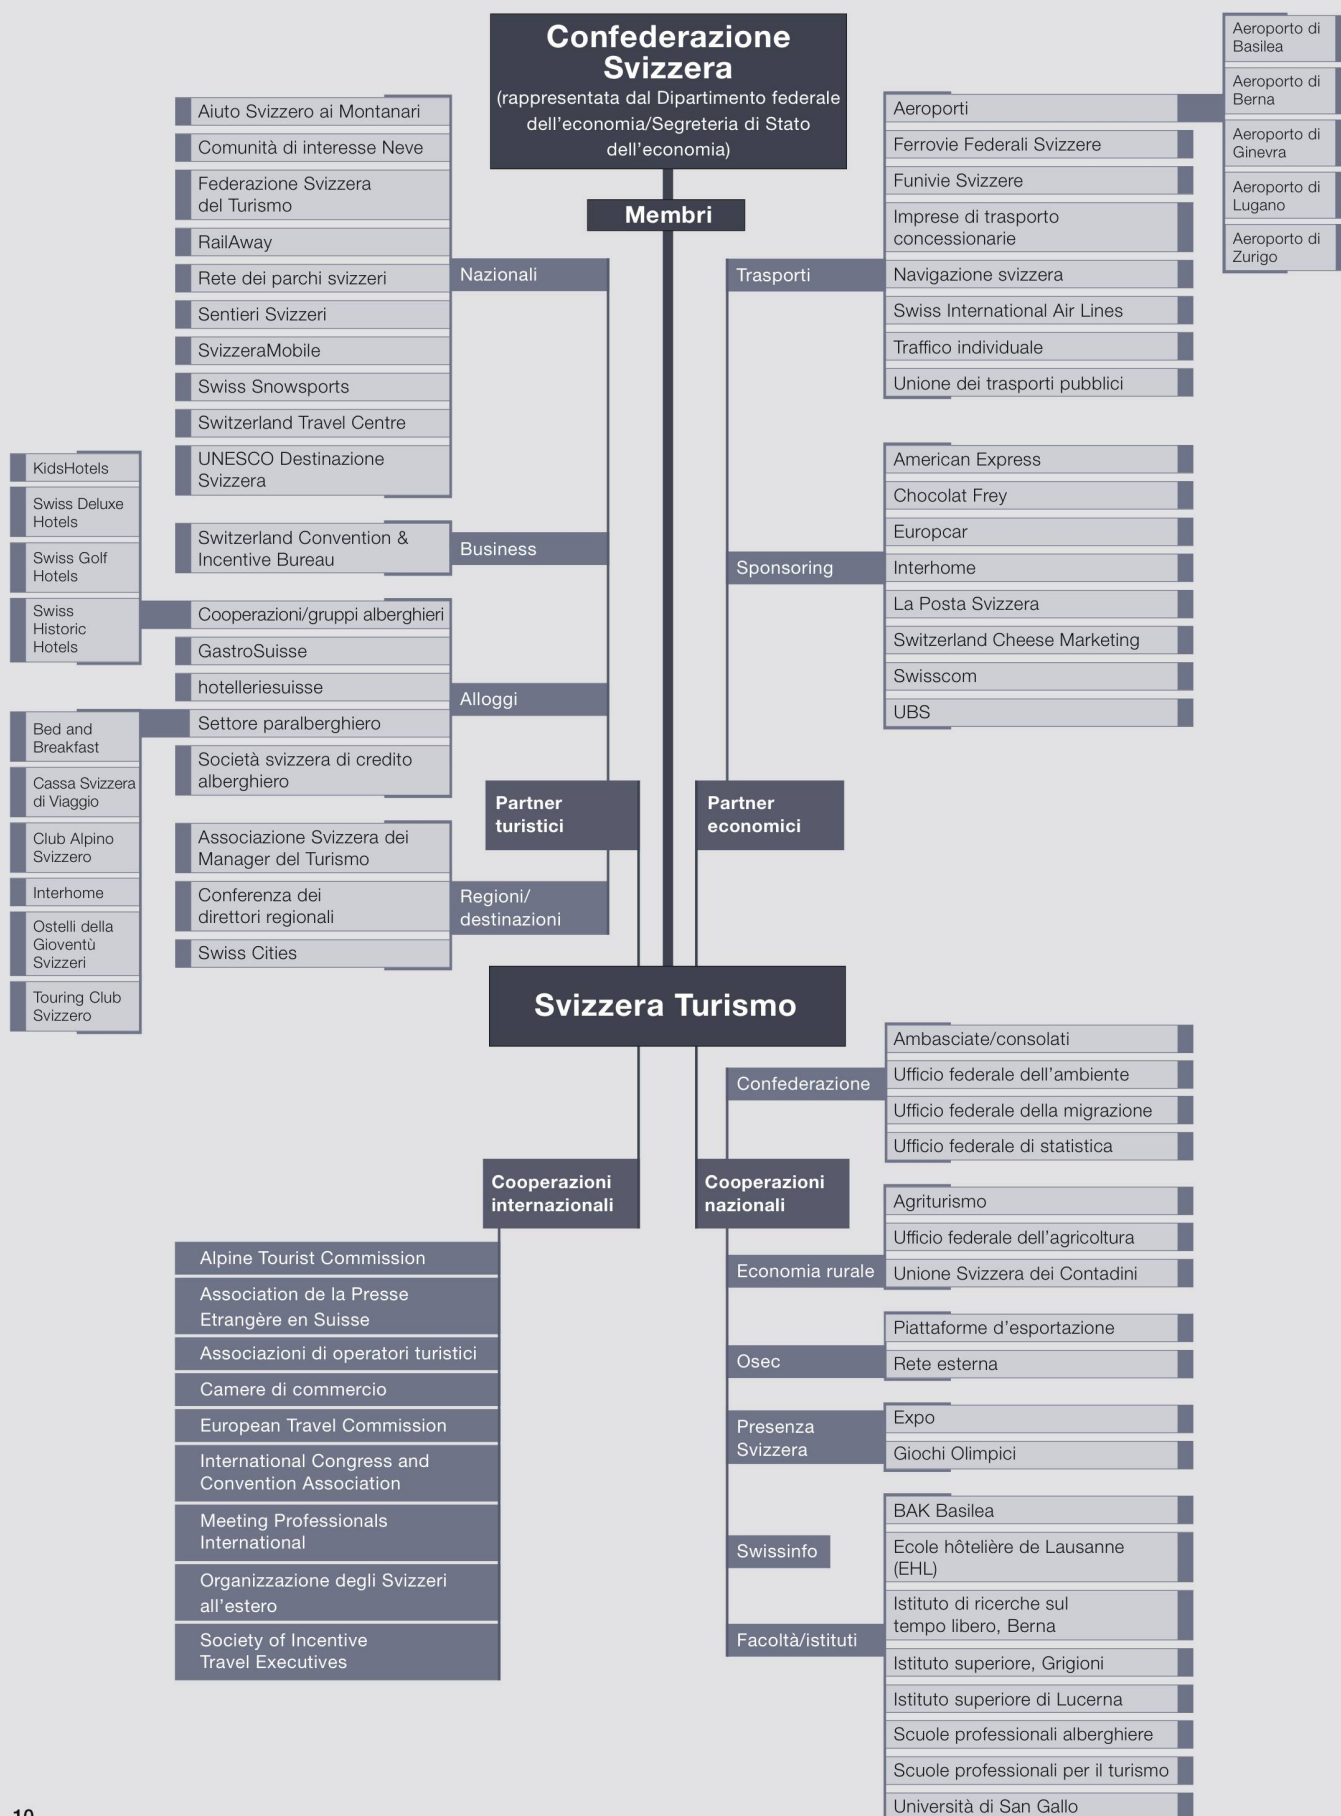 Confederazione
Svizzera
(rappresentata dal Dipartimento federale
dell'economia/Segreteria di Stato
dell'economia)
Membri
Aiuto Svizzero ai Montanari
Comunità di interesse Neve
Federazione Svizzera
del Turismo
RailAway
Rete dei parchi svizzeri
Sentieri Svizzeri
SvizzeraMobile
Swiss Snowsports
Switzerland Travel Centre
UNESCO Destinazione
Svizzera
Nazionali
Switzerland Convention &
Incentive Bureau
Business
KidsHotels
Swiss Deluxe
Hotels
Swiss Golf
Hotels
Swiss
Historic
Hotels
Cooperazioni/gruppi alberghieri
GastroSuisse
hotelleriesuisse
Settore paralberghiero
Società svizzera di credito
alberghiero
Alloggi
Bed and
Breakfast
Cassa Svizzera
di Viaggio
Club Alpino
Svizzero
Interhome
Ostelli della
Gioventù
Svizzeri
Touring Club
Svizzero
Associazione Svizzera dei
Manager del Turismo
Conferenza dei
direttori regionali
Swiss Cities
Regioni/
destinazioni
Partner
turistici
Aeroporto di
Basilea
Aeroporto di
Berna
Aeroporto di
Ginevra
Aeroporto di
Lugano
Aeroporto di
Zurigo
Aeroporti
Ferrovie Federali Svizzere
Funivie Svizzere
Imprese di trasporto
concessionarie
Navigazione svizzera
Swiss International Air Lines
Traffico individuale
Unione dei trasporti pubblici
Trasporti
American Express
Chocolat Frey
Europcar
Interhome
La Posta Svizzera
Switzerland Cheese Marketing
Swisscom
UBS
Sponsoring
Partner
economici
Svizzera Turismo
Cooperazioni
internazionali
Alpine Tourist Commission
Association de la Presse
Etrangère en Suisse
Associazioni di operatori turistici
Camere di commercio
European Travel Commission
International Congress and
Convention Association
Meeting Professionals
International
Organizzazione degli Svizzeri
all'estero
Society of Incentive
Travel Executives
Cooperazioni
nazionali
Confederazione
Ambasciate/consolati
Ufficio federale dell'ambiente
Ufficio federale della migrazione
Ufficio federale di statistica
Economia rurale
Agriturismo
Ufficio federale dell'agricoltura
Unione Svizzera dei Contadini
Osec
Piattaforme d'esportazione
Rete esterna
Presenza
Svizzera
Expo
Giochi Olimpici
Swissinfo
Facoltà/istituti
BAK Basilea
Ecole hôtelière de Lausanne
(EHL)
Istituto di ricerche sul
tempo libero, Berna
Istituto superiore, Grigioni
Istituto superiore di Lucerna
Scuole professionali alberghiere
Scuole professionali per il turismo
Università di San Gallo